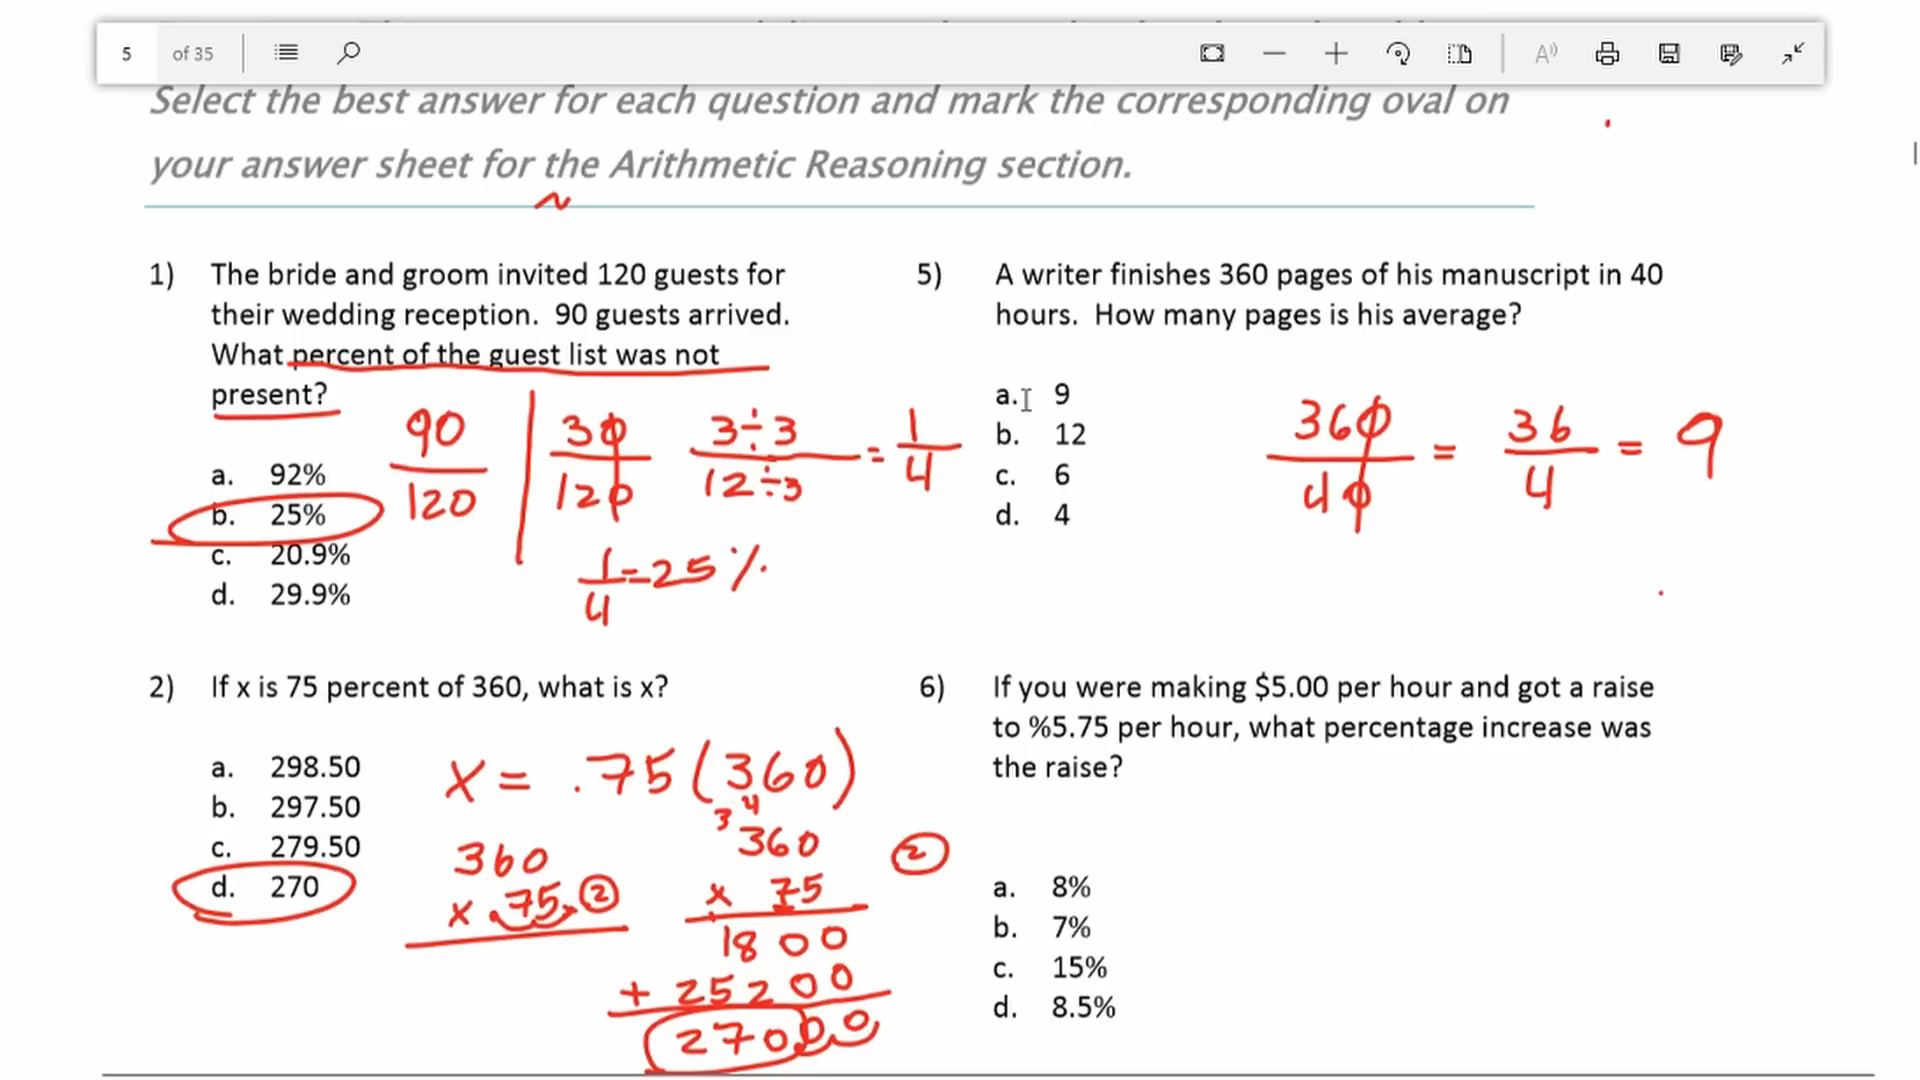 5 of 35
Select the best answer for each question and mark the corresponding oval on
your answer sheet for the Arithmetic Reasoning section.
1) The bride and groom invited 120 guests for
their wedding reception. 90 guests arrived.
What percent of the guest list was not
present?
a. 92%
b. 25%
c. 20.9%
d. 29.9%
90/120
30/120
3÷3/12÷3 = 1/4
1/4 = 25%
2) If x is 75 percent of 360, what is x?
a. 298.50
b. 297.50
c. 279.50
d. 270
x = .75(360)
360
x .75 2
3 4
360
x 75
1800
+ 25200
27000
2
5) A writer finishes 360 pages of his manuscript in 40
hours. How many pages is his average?
a. 9
b. 12
c. 6
d. 4
360/40 = 36/4 = 9
6) If you were making $5.00 per hour and got a raise
to %5.75 per hour, what percentage increase was
the raise?
a. 8%
b. 7%
c. 15%
d. 8.5%